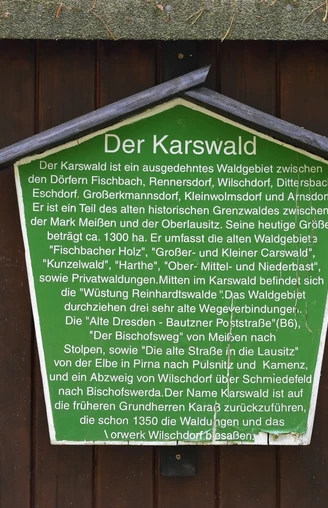 Der Karswald
Der Karswald ist ein ausgedehntes Waldgebiet zwischen
den Dörfern Fischbach, Rennersdorf, Wilschdorf, Dittersbach
Eschdorf. Großerkmannsdorf, Kleinwolmsdorf und Arnsdorf
Er ist ein Teil des alten historischen Grenzwaldes zwischen
der Mark Meißen und der Oberlausitz. Seine heutige Größe
beträgt ca. 1300 ha. Er umfasst die alten Waldgebiete
"Fischbacher Holz", "Großer- und Kleiner Carswald",
"Kunzelwald", "Harthe", "Ober- Mittel- und Niederbast",
sowie Privatwaldungen.Mitten im Karswald befindet sich
die "Wüstung Reinhardtswalde".Das Waldgebiet
durchziehen drei sehr alte Wegeverbindungen.
Die "Alte Dresden - Bautzner Poststraße"(B6),
"Der Bischofsweg" von Meißen nach
Stolpen, sowie "Die alte Straße in die Lausitz"
von der Elbe in Pirna nach Pulsnitz und Kamenz,
und ein Abzweig von Wilschdorf über Schmiedefeld
nach Bischofswerda.Der Name Karswald ist auf
die früheren Grundherren Karaß zurückzuführen,
die schon 1350 die Waldungen und das
Vorwerk Wilschdorf besaßen.